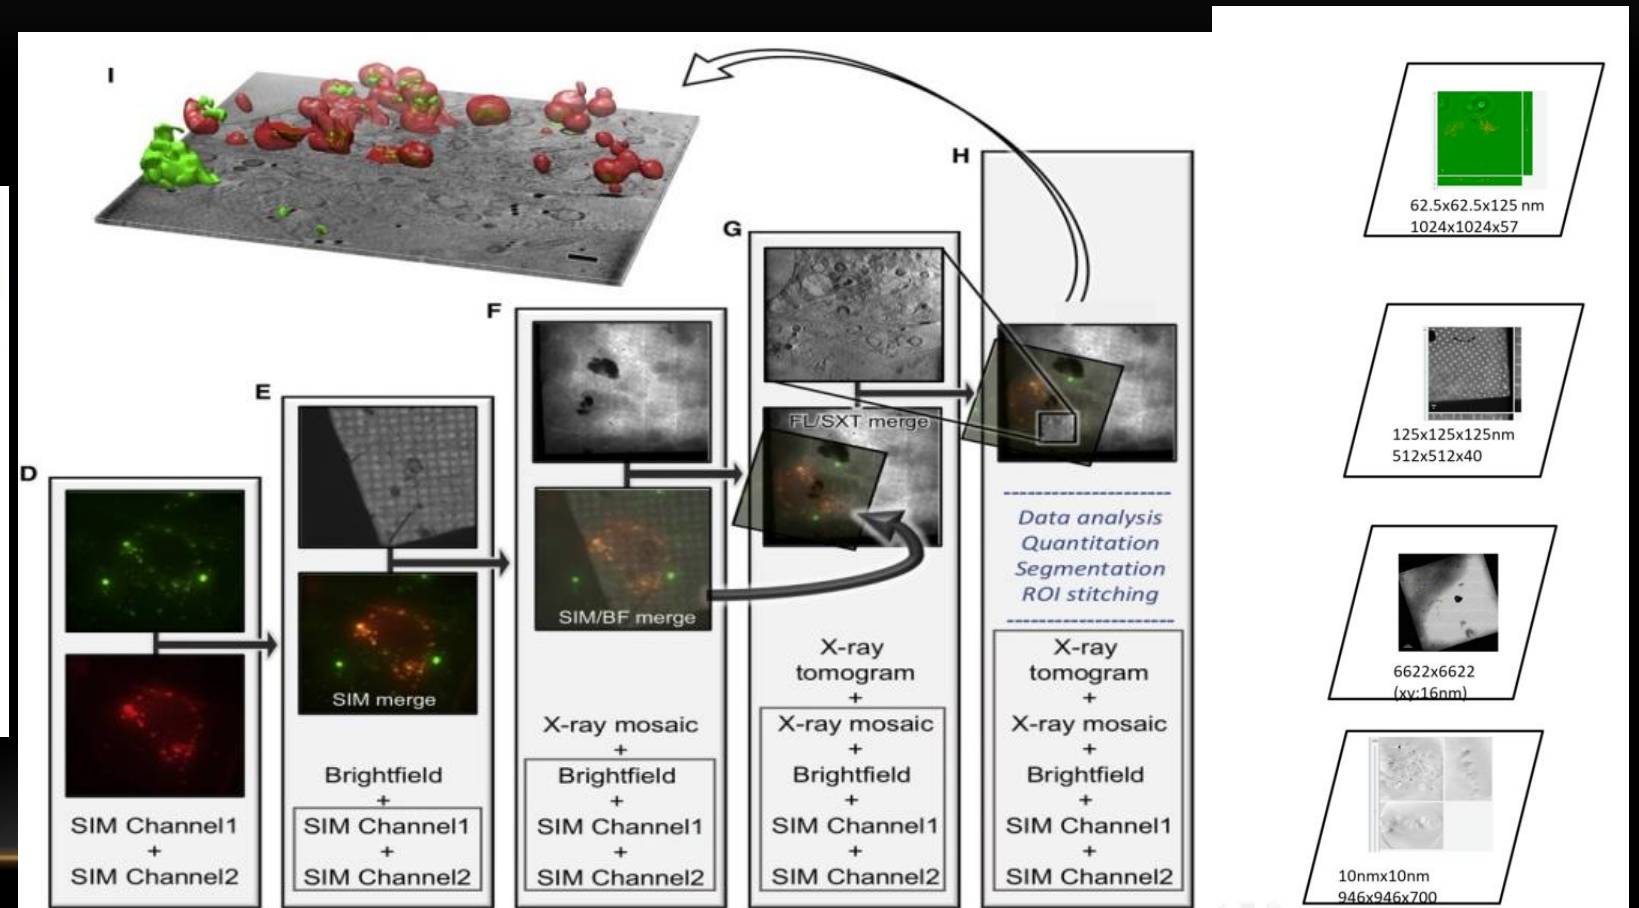 I
H
G
F
E
D
FL/SXT merge
SIM/BF merge
SIM merge
SIM Channel1
+
SIM Channel2
Brightfield
+
SIM Channel1
+
SIM Channel2
X-ray mosaic
+
Brightfield
+
SIM Channel1
+
SIM Channel2
X-ray
tomogram
+
X-ray mosaic
+
Brightfield
+
SIM Channel1
+
SIM Channel2
Data analysis
Quantitation
Segmentation
ROI stitching
X-ray
tomogram
+
X-ray mosaic
+
Brightfield
+
SIM Channel1
+
SIM Channel2
62.5x62.5x125 nm
1024x1024x57
125x125x125nm
512x512x40
6622x6622
(xy:16nm)
10nmx10nm
946x946x700